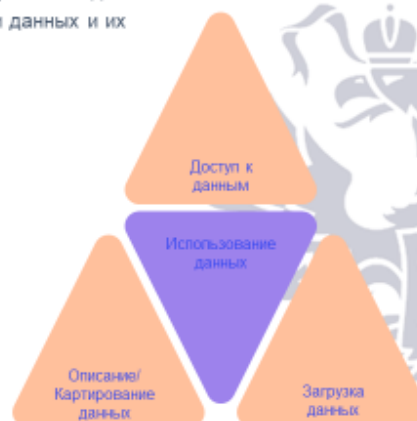 данных и их
Доступ к
данным
Использование
данных
Описание/
Картирование
данных
Загрузка
данных